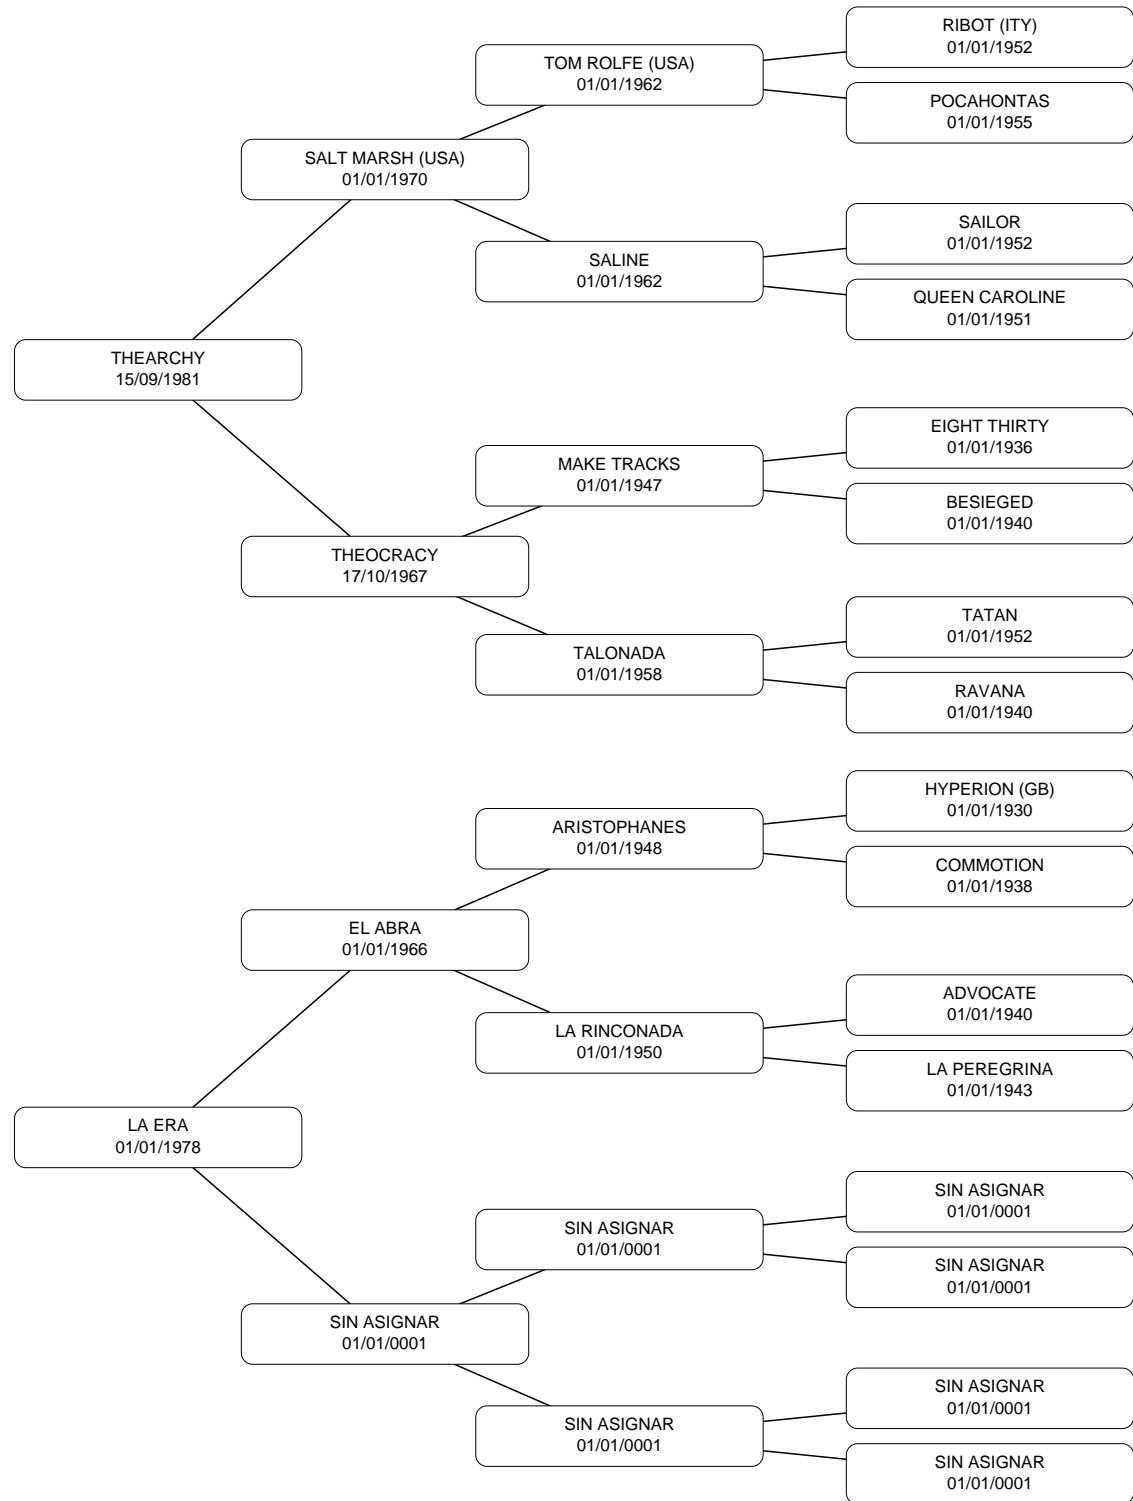 RIBOT (ITY)
01/01/1952
TOM ROLFE (USA)
01/01/1962
POCAHONTAS
01/01/1955
SALT MARSH (USA)
01/01/1970
SAILOR
01/01/1952
SALINE
01/01/1962
QUEEN CAROLINE
01/01/1951
THEARCHY
15/09/1981
EIGHT THIRTY
01/01/1936
MAKE TRACKS
01/01/1947
BESIEGED
01/01/1940
THEOCRACY
17/10/1967
TATAN
01/01/1952
TALONADA
01/01/1958
RAVANA
01/01/1940
HYPERION (GB)
01/01/1930
ARISTOPHANES
01/01/1948
COMMOTION
01/01/1938
EL ABRA
01/01/1966
ADVOCATE
01/01/1940
LA RINCONADA
01/01/1950
LA PEREGRINA
01/01/1943
LA ERA
01/01/1978
SIN ASIGNAR
01/01/0001
SIN ASIGNAR
01/01/0001
SIN ASIGNAR
01/01/0001
SIN ASIGNAR
01/01/0001
SIN ASIGNAR
01/01/0001
SIN ASIGNAR
01/01/0001
SIN ASIGNAR
01/01/0001